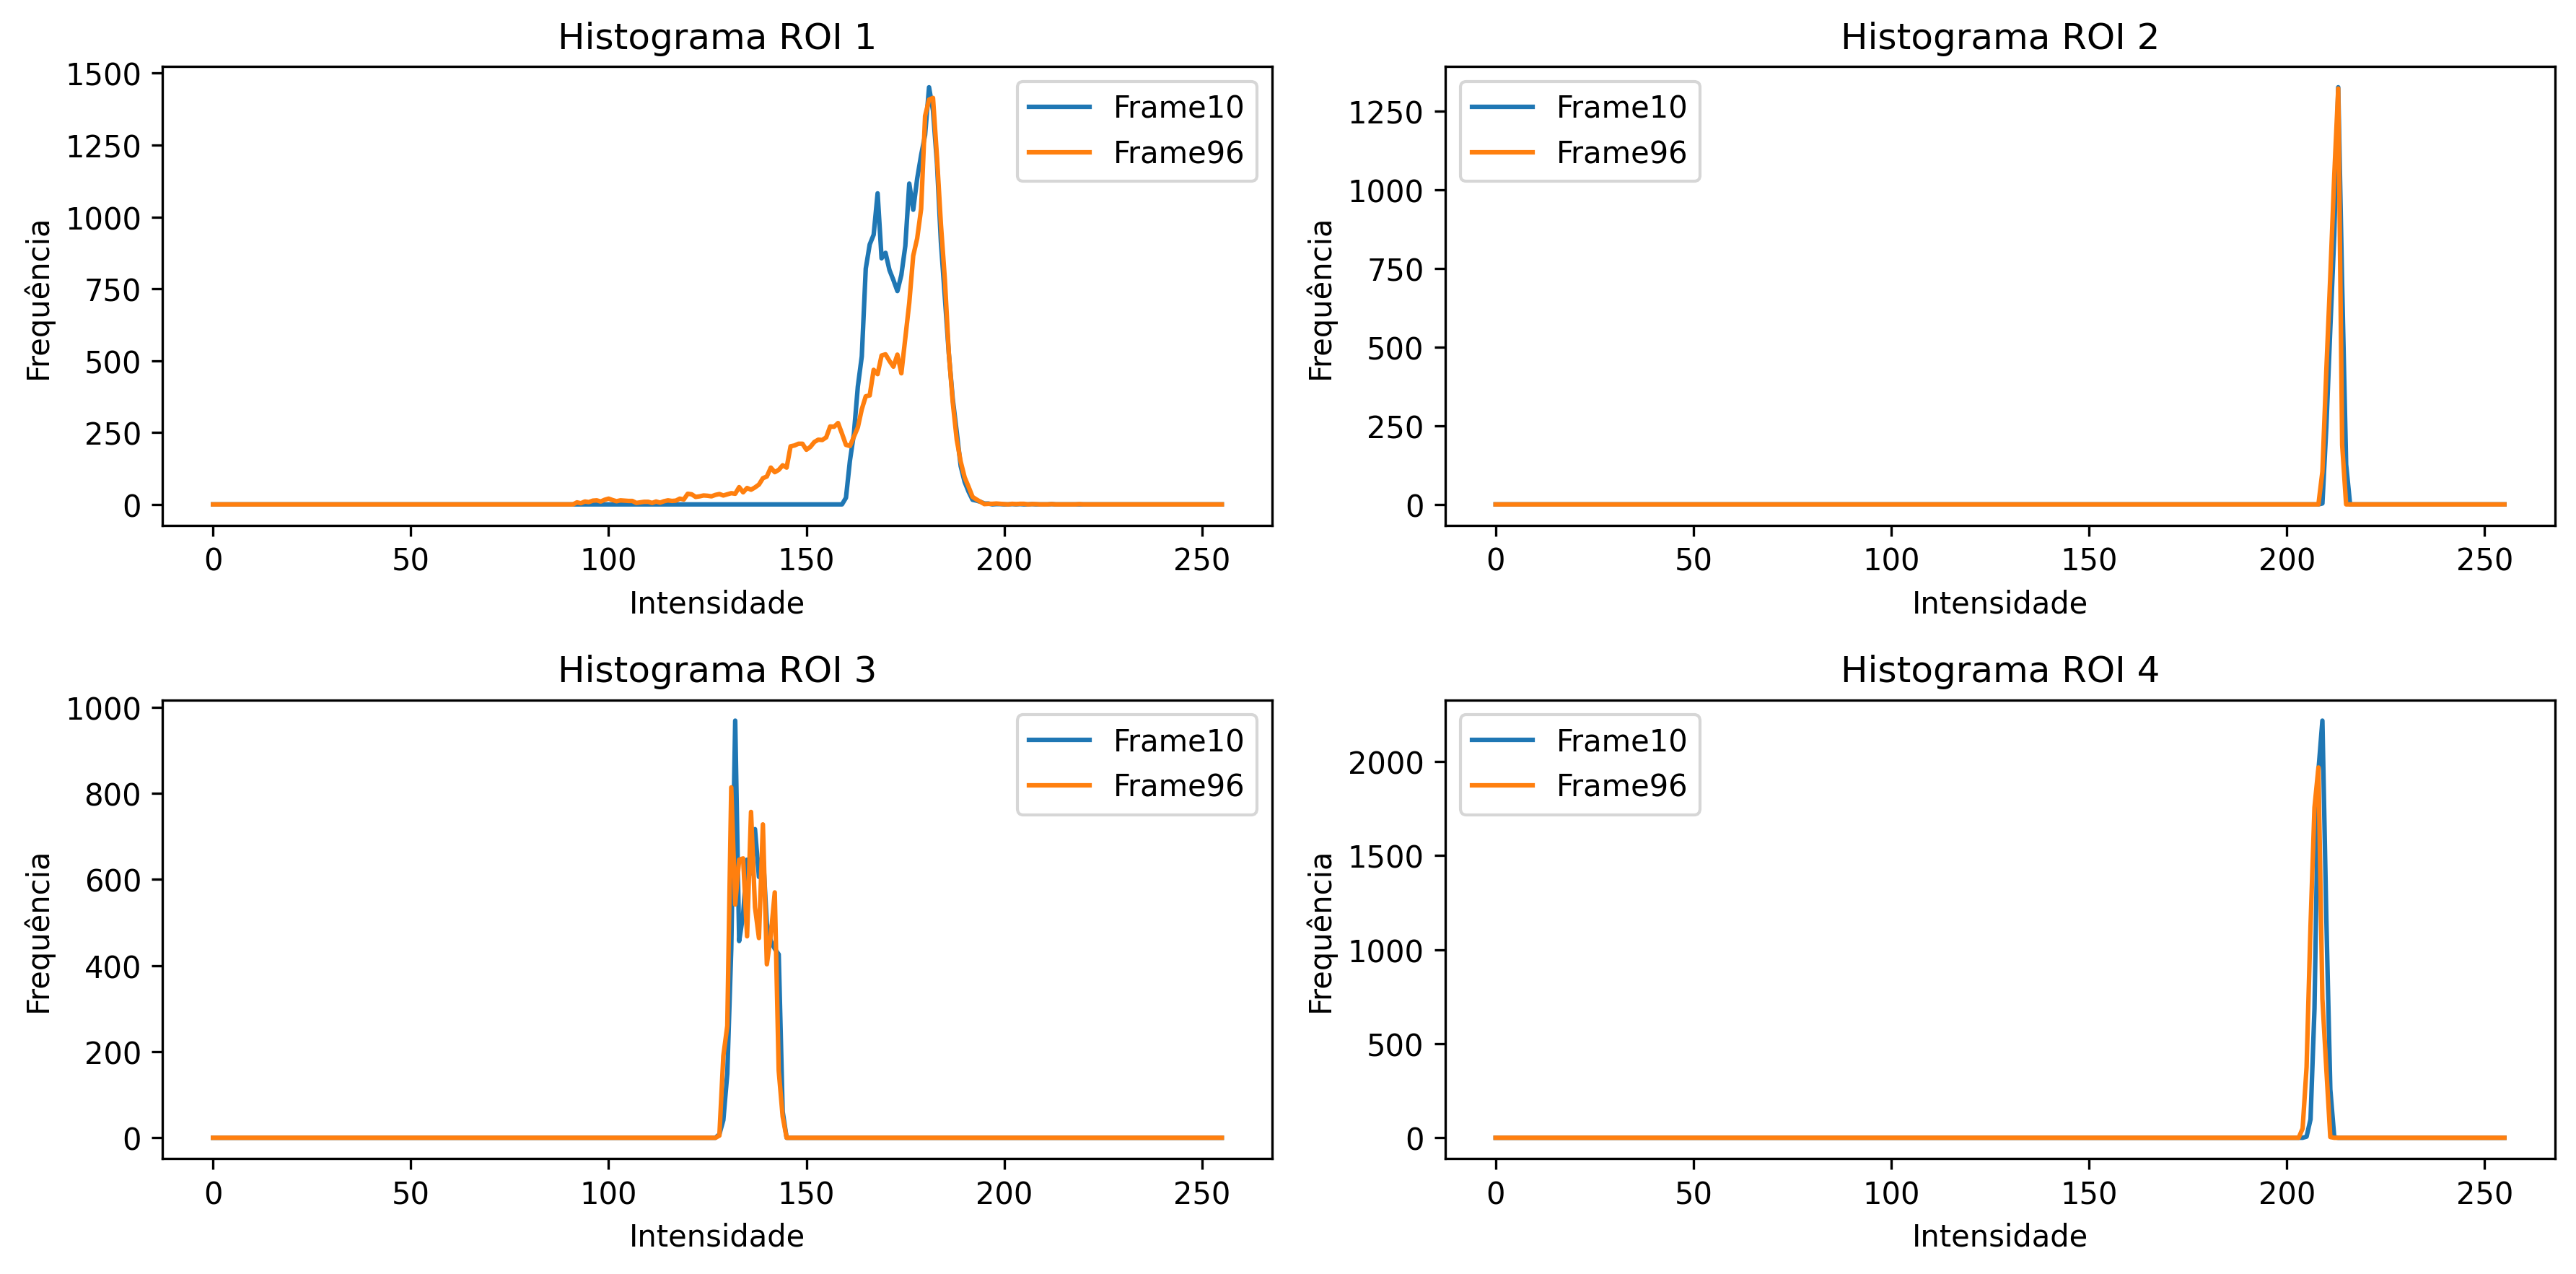 Histograma ROI 1
1500
1250
1000
750
500
250
0
Frequência
0 50 100 150 200 250
Intensidade
Frame10
Frame96
Histograma ROI 2
1250
1000
750
500
250
0
Frequência
0 50 100 150 200 250
Intensidade
Frame10
Frame96
Histograma ROI 3
1000
800
600
400
200
0
Frequência
0 50 100 150 200 250
Intensidade
Frame10
Frame96
Histograma ROI 4
2000
1500
1000
500
0
Frequência
0 50 100 150 200 250
Intensidade
Frame10
Frame96